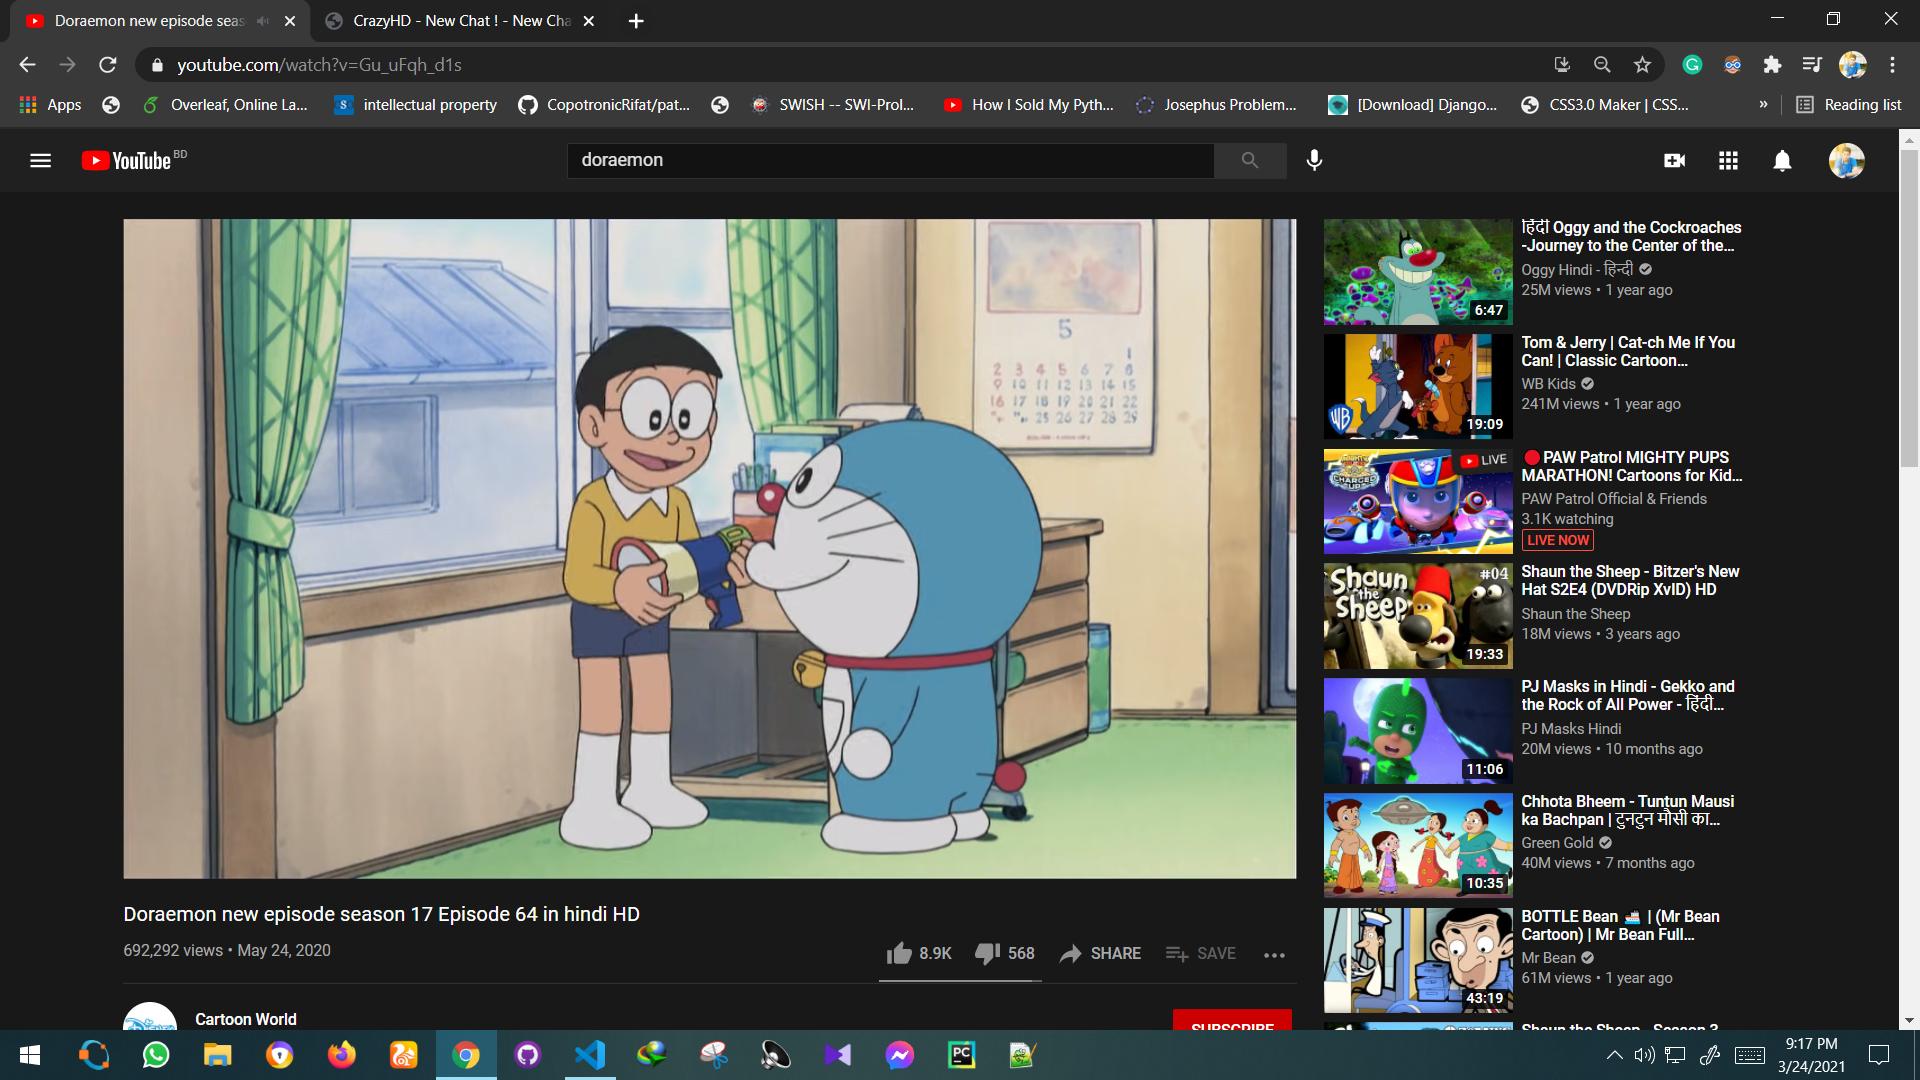 Doraemon new episode seas
CrazyHD - New Chat ! - New Cha
youtube.com/watch?v=Gu_uFqh_d1s
Apps
Overleaf, Online La...
intellectual property
CopotronicRifat/pat...
SWISH -- SWI-Prol...
How I Sold My Pyth...
Josephus Problem...
[Download] Django...
CSS3.0 Maker | CSS...
»
Reading list
YouTube BD
doraemon
5
1
2 3 4 5 6 7 8
9 10 11 12 13 14 15
16 17 18 19 20 21 22
25 26 27 28 29
Doraemon new episode season 17 Episode 64 in hindi HD
692,292 views • May 24, 2020
8.9K
568
SHARE
SAVE
Cartoon World
SUBSCRIBE
6:47
हिंदी Oggy and the Cockroaches
-Journey to the Center of the...
Oggy Hindi - हिन्दी
25M views • 1 year ago
WB
19:09
Tom & Jerry | Cat-ch Me If You
Can! | Classic Cartoon...
WB Kids
241M views • 1 year ago
CHARGED UP
LIVE
PAW Patrol MIGHTY PUPS
MARATHON! Cartoons for Kid...
PAW Patrol Official & Friends
3.1K watching
LIVE NOW
Shaun the Sheep
#04
19:33
Shaun the Sheep - Bitzer's New
Hat S2E4 (DVDRip XvID) HD
Shaun the Sheep
18M views • 3 years ago
11:06
PJ Masks in Hindi - Gekko and
the Rock of All Power - हिंदी...
PJ Masks Hindi
20M views • 10 months ago
10:35
Chhota Bheem - Tuntun Mausi
ka Bachpan | टुनटुन मौसी का...
Green Gold
40M views • 7 months ago
43:19
BOTTLE Bean 🚢 | (Mr Bean
Cartoon) | Mr Bean Full...
Mr Bean
61M views • 1 year ago
Shaun the Sheep - Season 3
PC
9:17 PM
3/24/2021